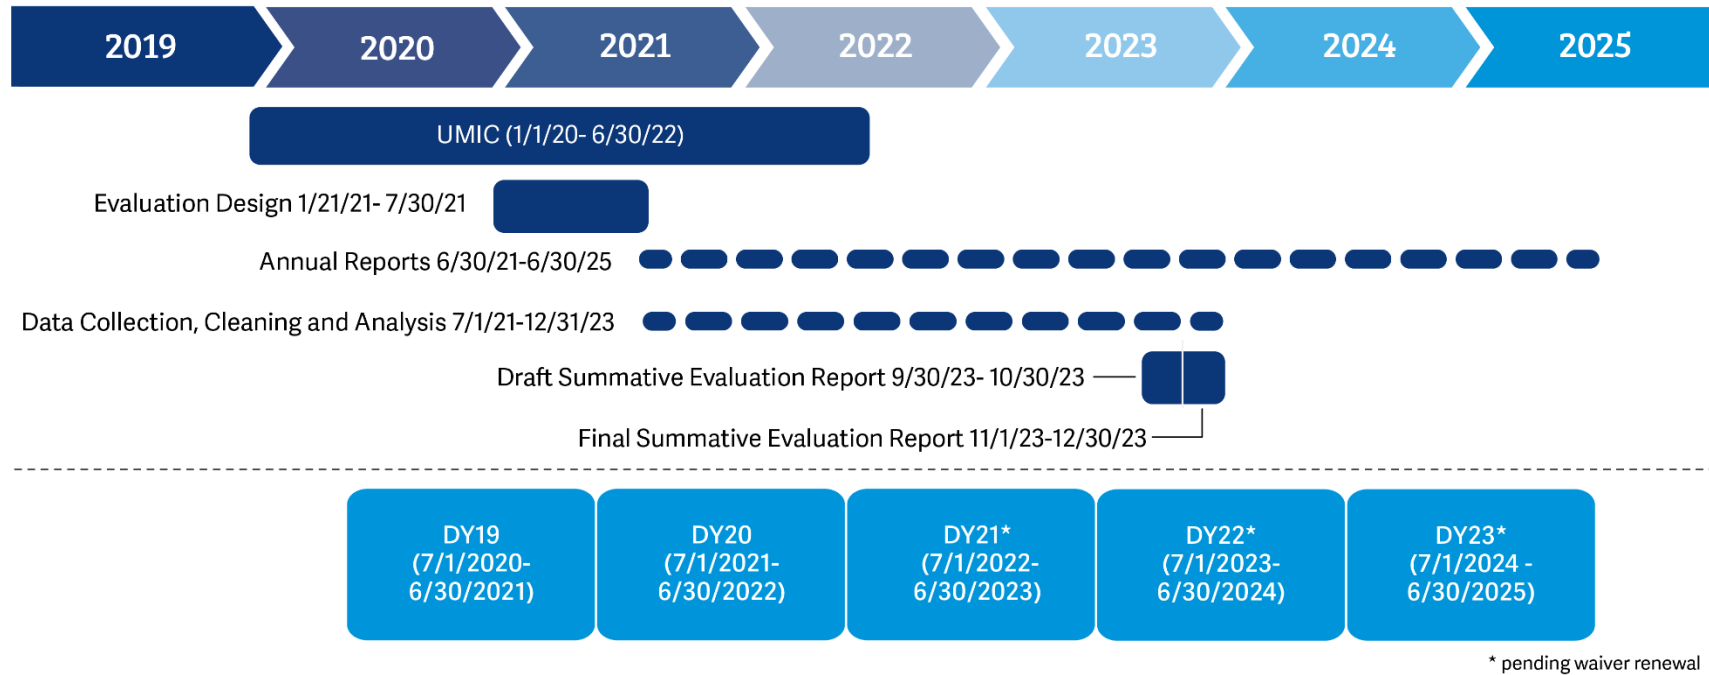 2019
2020
2021
2022
2023
2024
2025
UMIC (1/1/20- 6/30/22)
Evaluation Design 1/21/21- 7/30/21
Annual Reports 6/30/21-6/30/25
Data Collection, Cleaning and Analysis 7/1/21-12/31/23
Draft Summative Evaluation Report 9/30/23- 10/30/23
Final Summative Evaluation Report 11/1/23-12/30/23
DY19
(7/1/2020-
6/30/2021)
DY20
(7/1/2021-
6/30/2022)
DY21*
(7/1/2022-
6/30/2023)
DY22*
(7/1/2023-
6/30/2024)
DY23*
(7/1/2024 -
6/30/2025)
* pending waiver renewal